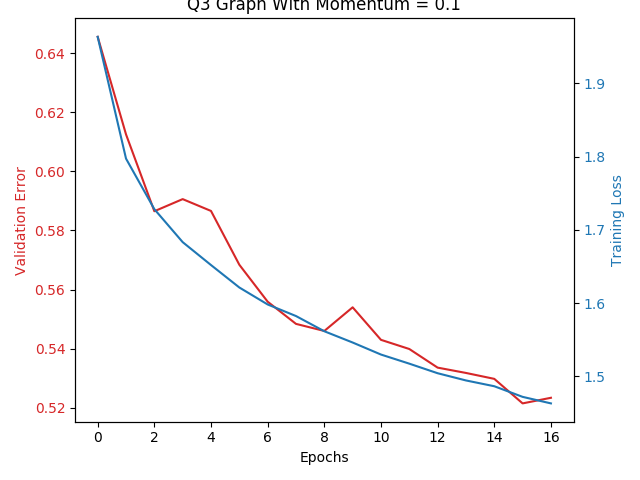 Q3 Graph With Momentum = 0.1
0.64
0.62
0.60
0.58
0.56
0.54
0.52
Validation Error
1.9
1.8
1.7
1.6
1.5
Training Loss
0 2 4 6 8 10 12 14 16
Epochs